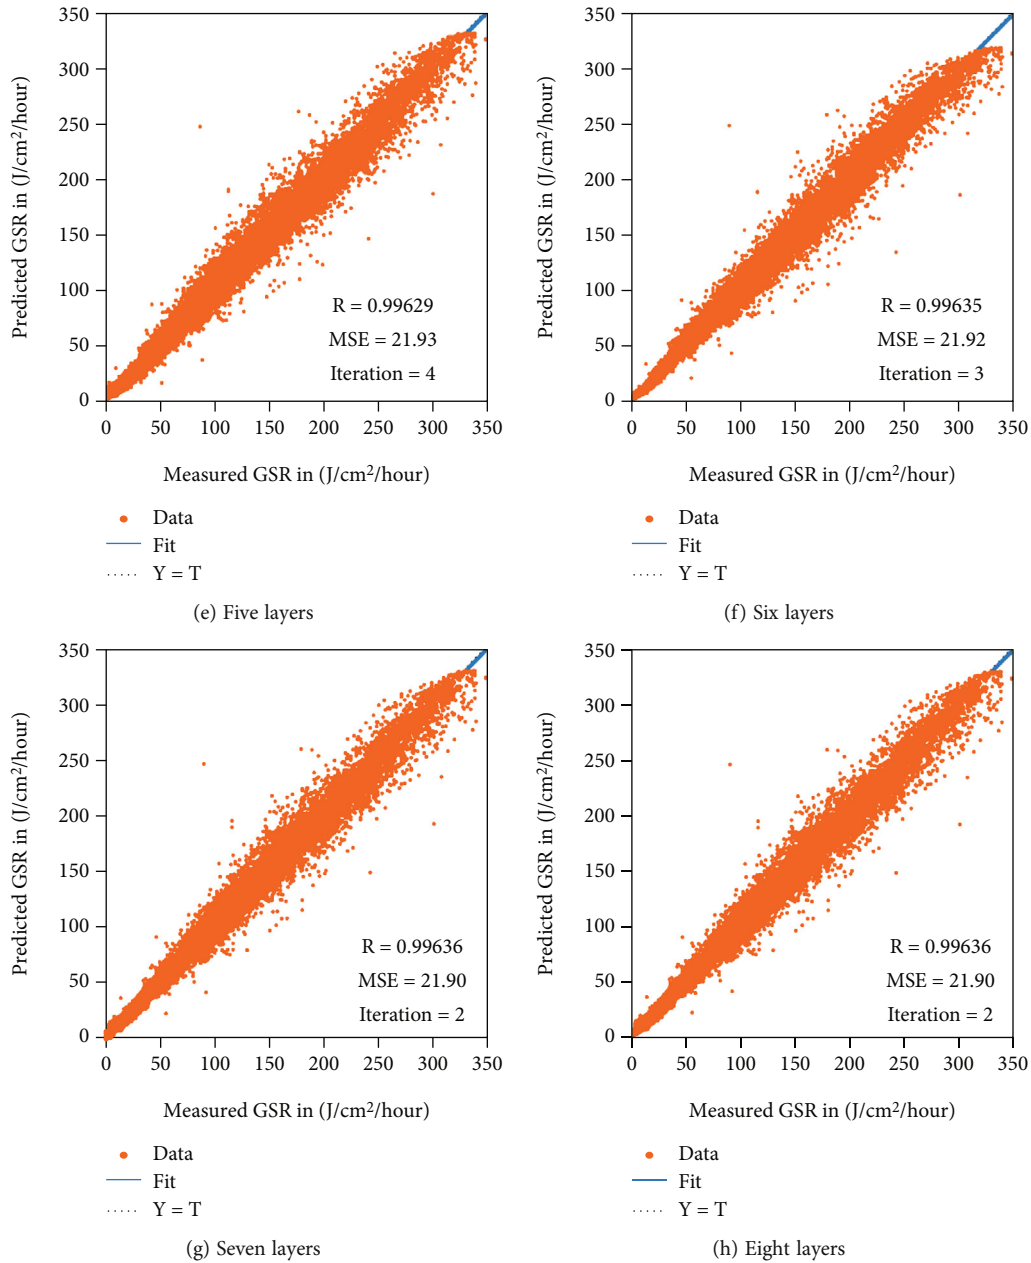 350
300
250
200
150
100
50
0
Predicted GSR in (J/cm²/hour)
R = 0.99629
MSE = 21.93
Iteration = 4
0 50 100 150 200 250 300 350
Measured GSR in (J/cm²/hour)
Data
Fit
Y = T
(e) Five layers
350
300
250
200
150
100
50
0
Predicted GSR in (J/cm²/hour)
R = 0.99635
MSE = 21.92
Iteration = 3
0 50 100 150 200 250 300 350
Measured GSR in (J/cm²/hour)
Data
Fit
Y = T
(f) Six layers
350
300
250
200
150
100
50
0
Predicted GSR in (J/cm²/hour)
R = 0.99636
MSE = 21.90
Iteration = 2
0 50 100 150 200 250 300 350
Measured GSR in (J/cm²/hour)
Data
Fit
Y = T
(g) Seven layers
350
300
250
200
150
100
50
0
Predicted GSR in (J/cm²/hour)
R = 0.99636
MSE = 21.90
Iteration = 2
0 50 100 150 200 250 300 350
Measured GSR in (J/cm²/hour)
Data
Fit
Y = T
(h) Eight layers